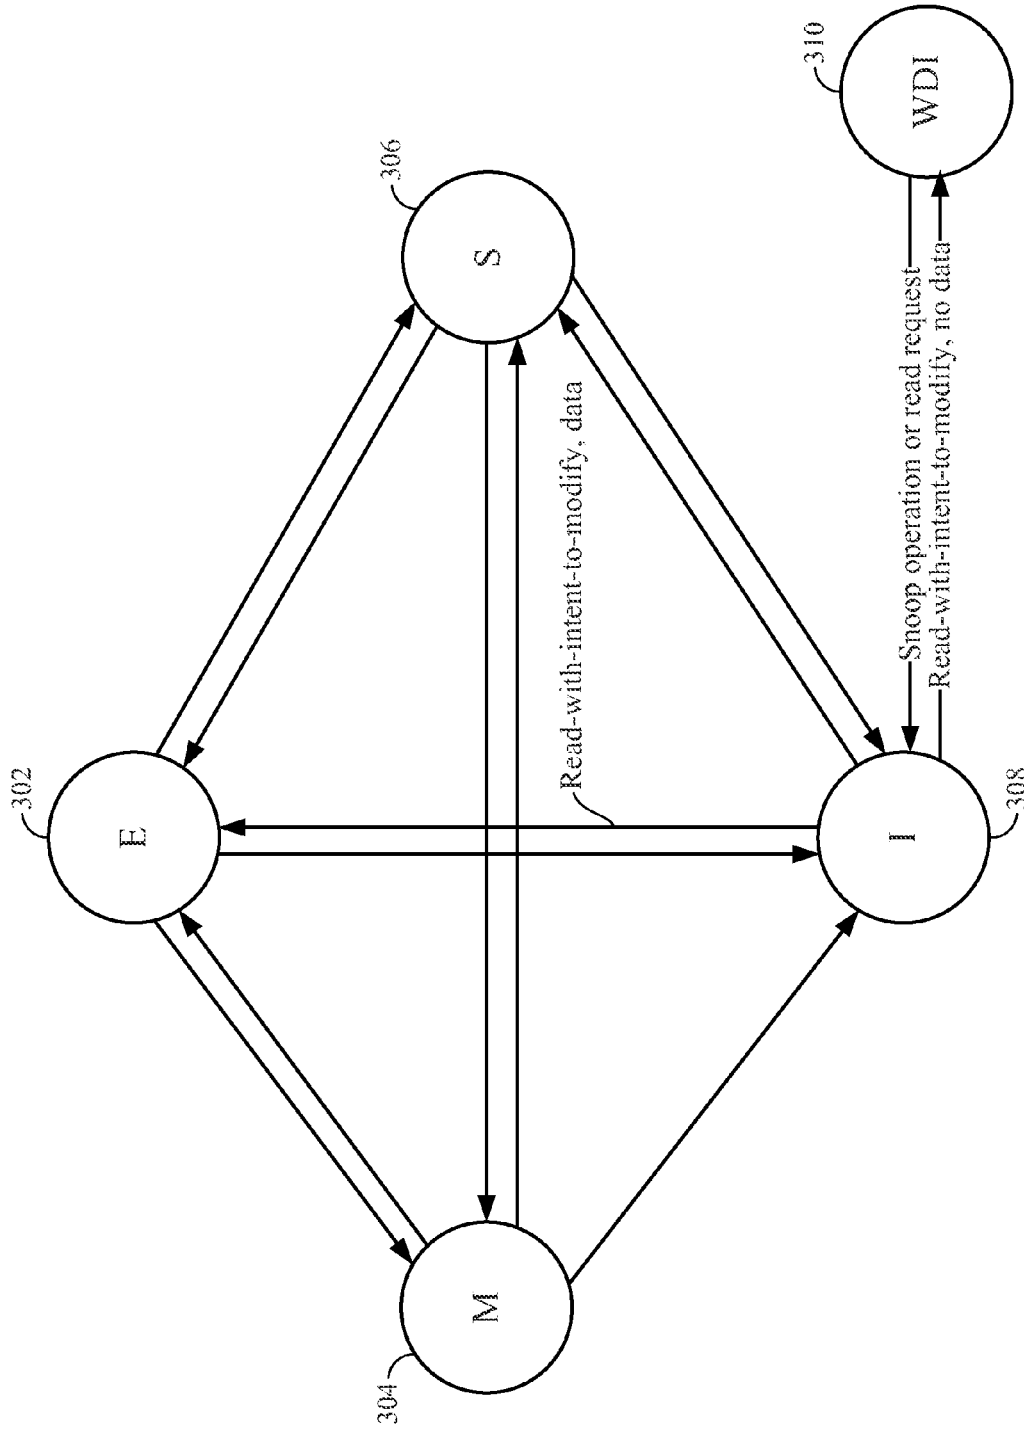 302
E
304
306
M
S
Read-with-intent-to-modify, data
310
I
Snoop operation or read request
WDI
Read-with-intent-to-modify, no data
308